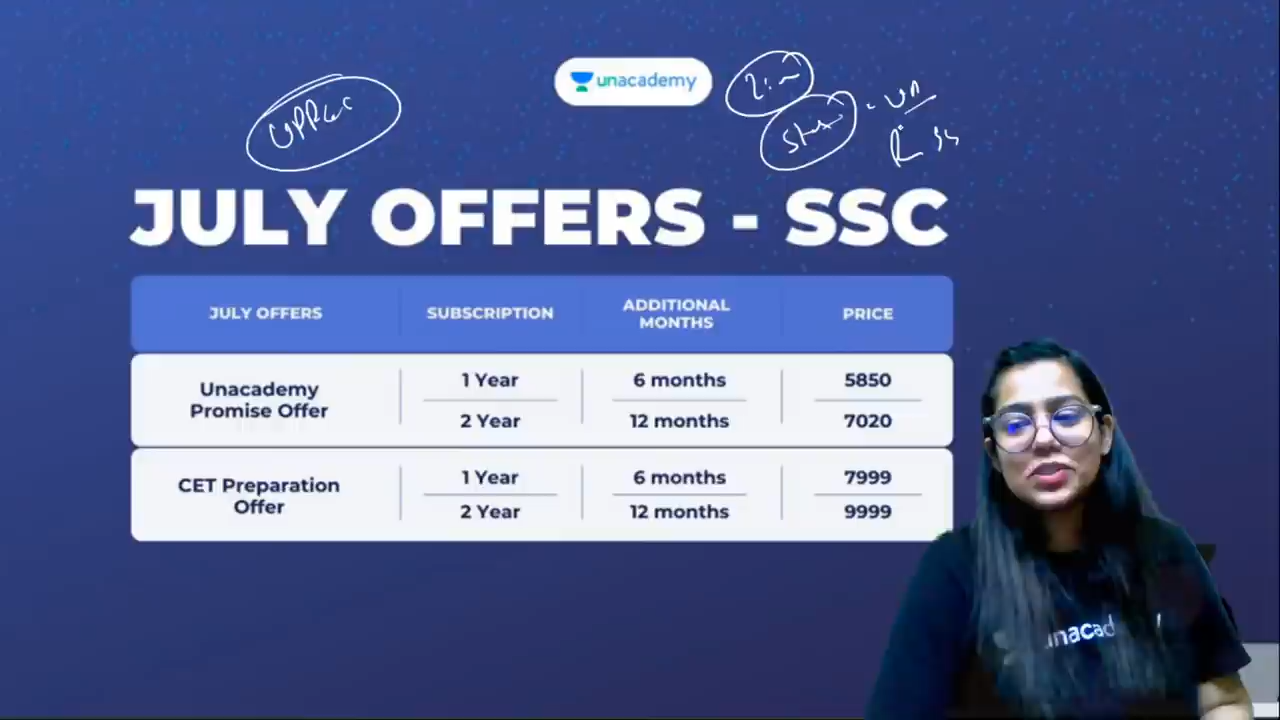 unacademy
JULY OFFERS - SSC
JULY OFFERS
SUBSCRIPTION
ADDITIONAL
MONTHS
PRICE
Unacademy
Promise Offer
1 Year
6 months
5850
2 Year
12 months
7020
CET Preparation
Offer
1 Year
6 months
7999
2 Year
12 months
9999